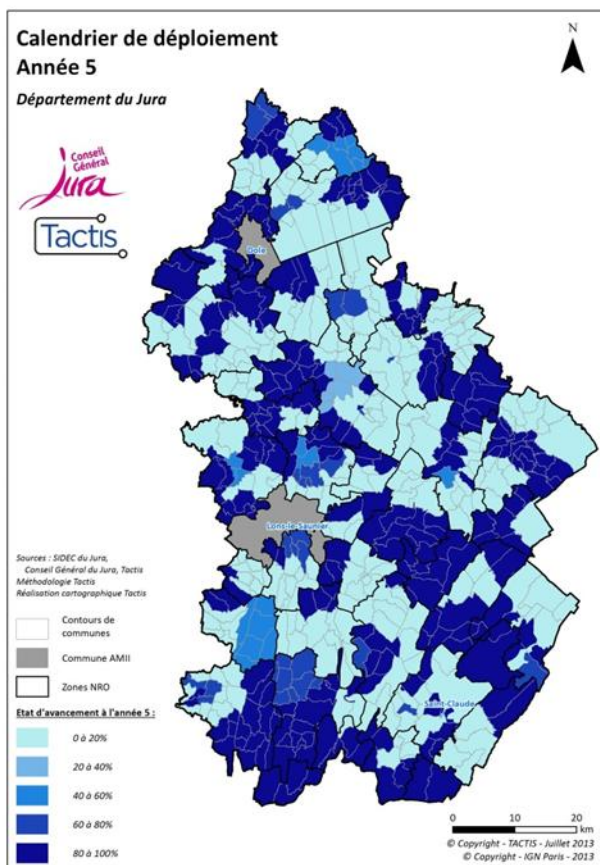 Calendrier de déploiement
Année 5
Département du Jura
N
Conseil
Général
Jura
Tactis
Dole
Lons-le-Saunier
Saint-Claude
Sources : SIDEC du Jura,
Conseil Général du Jura, Tactis
Méthodologie Tactis
Réalisation cartographique Tactis
Contours de
communes
Commune AMII
Zones NRO
Etat d'avancement à l'année 5 :
0 à 20%
20 à 40%
40 à 60%
60 à 80%
80 à 100%
0 10 20
km
© Copyright - TACTIS - Juillet 2013
© Copyright - IGN Paris - 2013